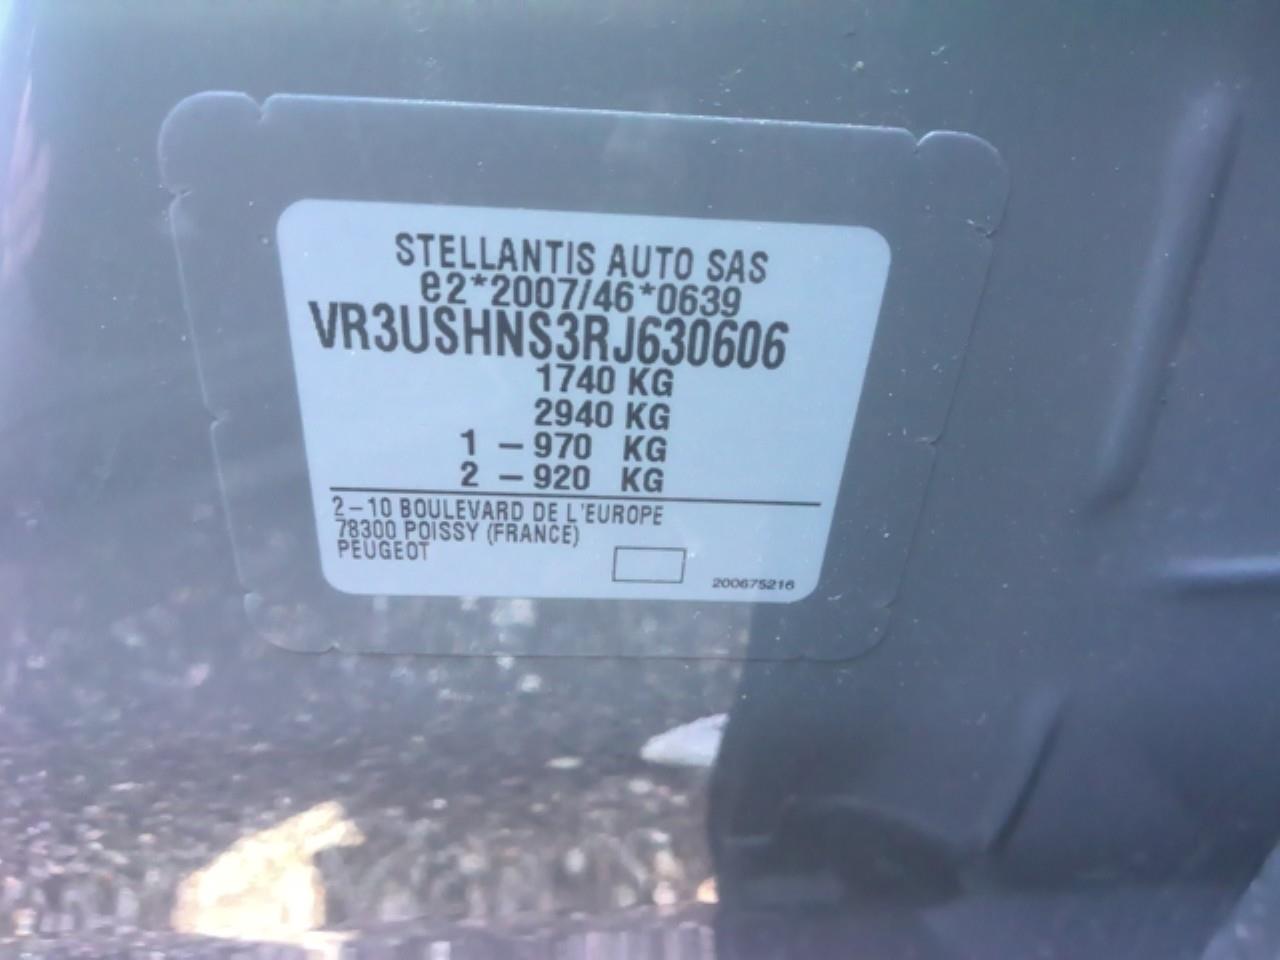 STELLANTIS AUTO SAS
e2*2007/46*0639
VR3USHNS3RJ630606
1740 KG
2940 KG
1 – 970 KG
2 – 920 KG
2 – 10 BOULEVARD DE L'EUROPE
78300 POISSY (FRANCE)
PEUGEOT
200675216